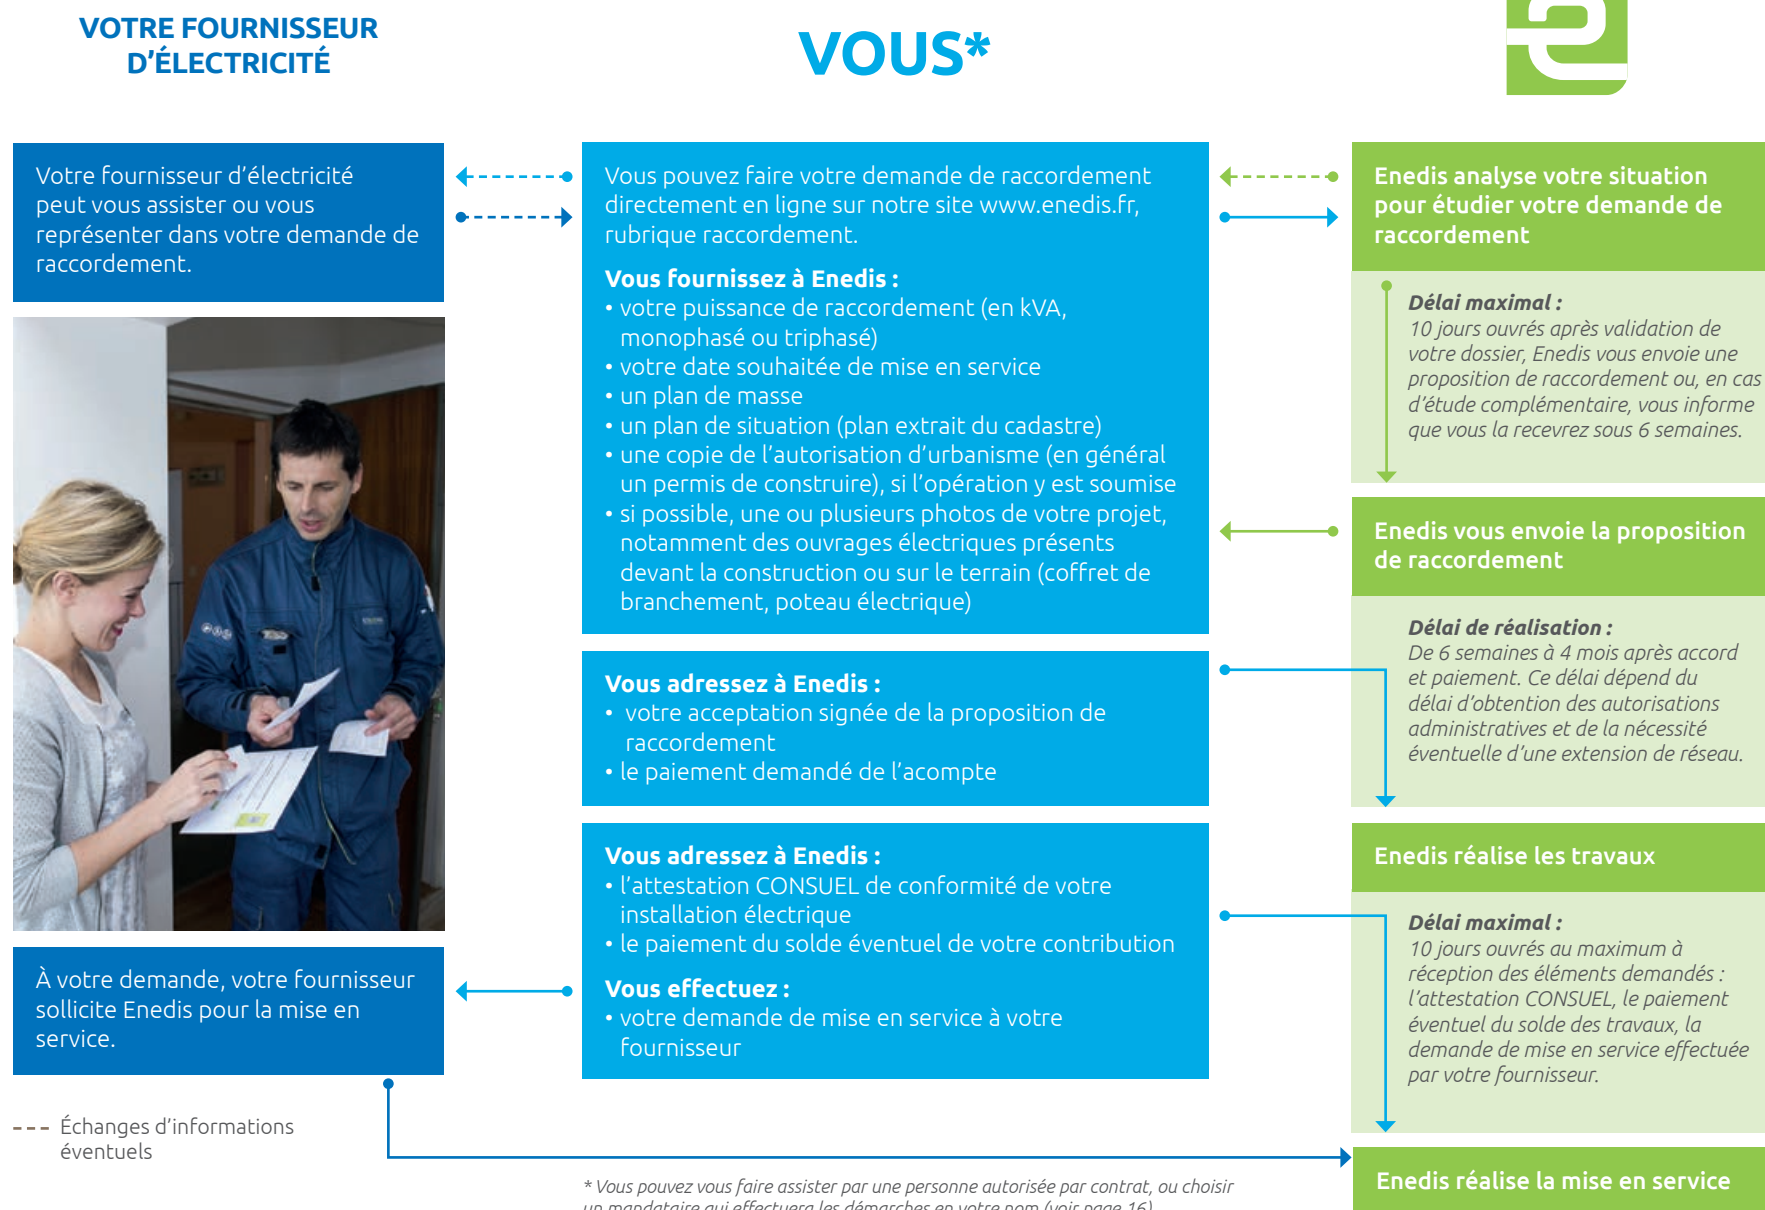 VOTRE FOURNISSEUR
D'ÉLECTRICITÉ
VOUS*
Votre fournisseur d'électricité
peut vous assister ou vous
représenter dans votre demande de
raccordement.
À votre demande, votre fournisseur
sollicite Enedis pour la mise en
service.
--- Échanges d'informations
éventuels
Vous pouvez faire votre demande de raccordement
directement en ligne sur notre site www.enedis.fr,
rubrique raccordement.
Vous fournissez à Enedis :
• votre puissance de raccordement (en kVA,
monophasé ou triphasé)
• votre date souhaitée de mise en service
• un plan de masse
• un plan de situation (plan extrait du cadastre)
• une copie de l'autorisation d'urbanisme (en général
un permis de construire), si l'opération y est soumise
• si possible, une ou plusieurs photos de votre projet,
notamment des ouvrages électriques présents
devant la construction ou sur le terrain (coffret de
branchement, poteau électrique)
Vous adressez à Enedis :
• votre acceptation signée de la proposition de
raccordement
• le paiement demandé de l'acompte
Vous adressez à Enedis :
• l'attestation CONSUEL de conformité de votre
installation électrique
• le paiement du solde éventuel de votre contribution
Vous effectuez :
• votre demande de mise en service à votre
fournisseur
* Vous pouvez vous faire assister par une personne autorisée par contrat, ou choisir
un mandataire qui effectuera les démarches en votre nom (voir page 16)
Enedis analyse votre situation
pour étudier votre demande de
raccordement
Délai maximal :
10 jours ouvrés après validation de
votre dossier, Enedis vous envoie une
proposition de raccordement ou, en cas
d'étude complémentaire, vous informe
que vous la recevrez sous 6 semaines.
Enedis vous envoie la proposition
de raccordement
Délai de réalisation :
De 6 semaines à 4 mois après accord
et paiement. Ce délai dépend du
délai d'obtention des autorisations
administratives et de la nécessité
éventuelle d'une extension de réseau.
Enedis réalise les travaux
Délai maximal :
10 jours ouvrés au maximum à
réception des éléments demandés :
l'attestation CONSUEL, le paiement
éventuel du solde des travaux, la
demande de mise en service effectuée
par votre fournisseur.
Enedis réalise la mise en service